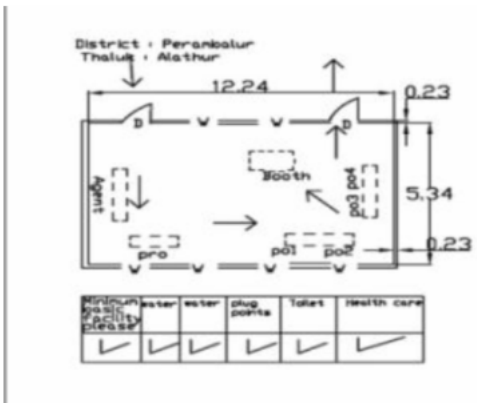 District : Perambalur
Thaluk : Alathur
12.24
0.23
D W W D
Booth
Agent
po3 po4
5.34
pro
po1 po2
0.23
W W W W
Minimun basic facility please
water
water
plug points
Toilet
Health care